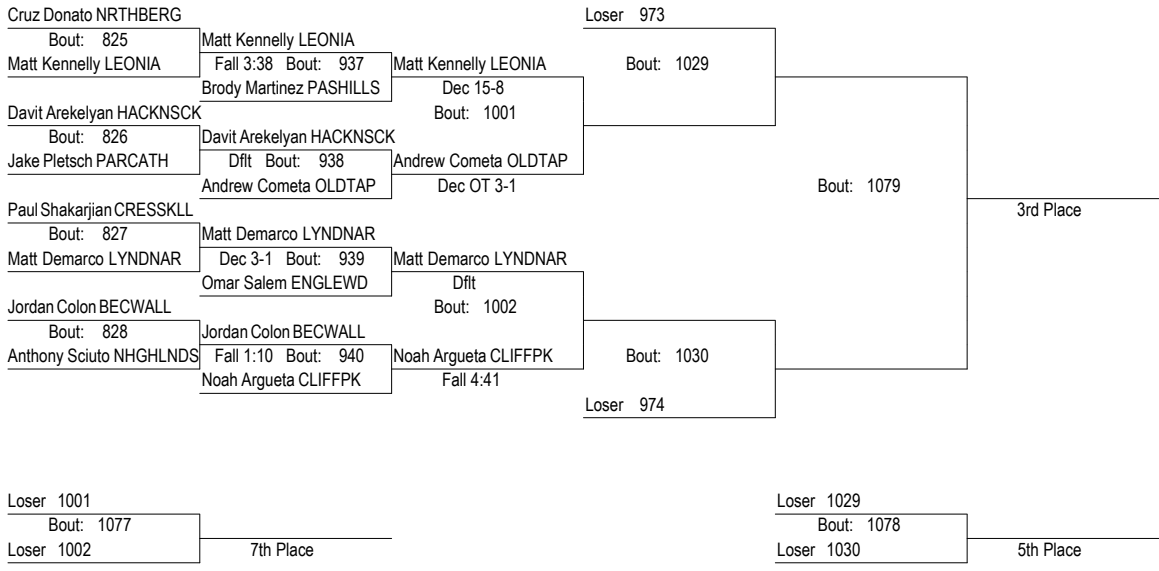 Cruz Donato NRTHBERG
Loser 973
Bout: 825
Matt Kennelly LEONIA
Matt Kennelly LEONIA
Fall 3:38 Bout: 937
Matt Kennelly LEONIA
Bout: 1029
Brody Martinez PASHILLS
Dec 15-8
Davit Arekelyan HACKNSCK
Bout: 1001
Bout: 826
Davit Arekelyan HACKNSCK
Jake Pletsch PARCATH
Dflt Bout: 938
Andrew Cometa OLDTAP
Andrew Cometa OLDTAP
Dec OT 3-1
Bout: 1079
Paul Shakarjian CRESSKLL
3rd Place
Bout: 827
Matt Demarco LYNDNAR
Matt Demarco LYNDNAR
Dec 3-1 Bout: 939
Matt Demarco LYNDNAR
Omar Salem ENGLEWD
Dflt
Jordan Colon BECWALL
Bout: 1002
Bout: 828
Jordan Colon BECWALL
Anthony Sciuto NHGHLNDS
Fall 1:10 Bout: 940
Noah Argueta CLIFFPK
Bout: 1030
Noah Argueta CLIFFPK
Fall 4:41
Loser 974
Loser 1001
Loser 1029
Bout: 1077
Bout: 1078
Loser 1002
7th Place
Loser 1030
5th Place